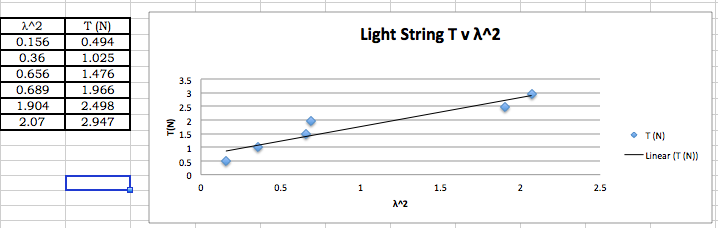 λ^2 T (N)
0.156 0.494
0.36 1.025
0.656 1.476
0.689 1.966
1.904 2.498
2.07 2.947
Light String T v λ^2
3.5
3
2.5
2
1.5
1
0.5
0
T(N)
0 0.5 1 1.5 2 2.5
λ^2
T (N)
Linear (T (N))